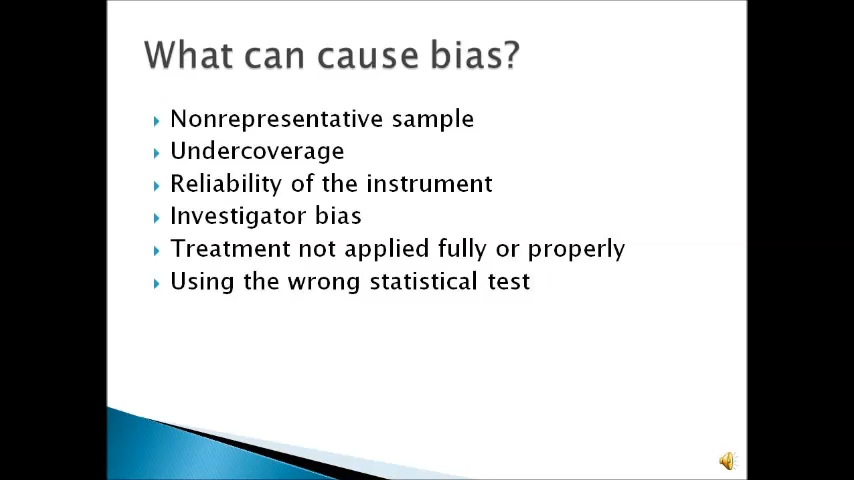 What can cause bias?
Nonrepresentative sample
Undercoverage
Reliability of the instrument
Investigator bias
Treatment not applied fully or properly
Using the wrong statistical test